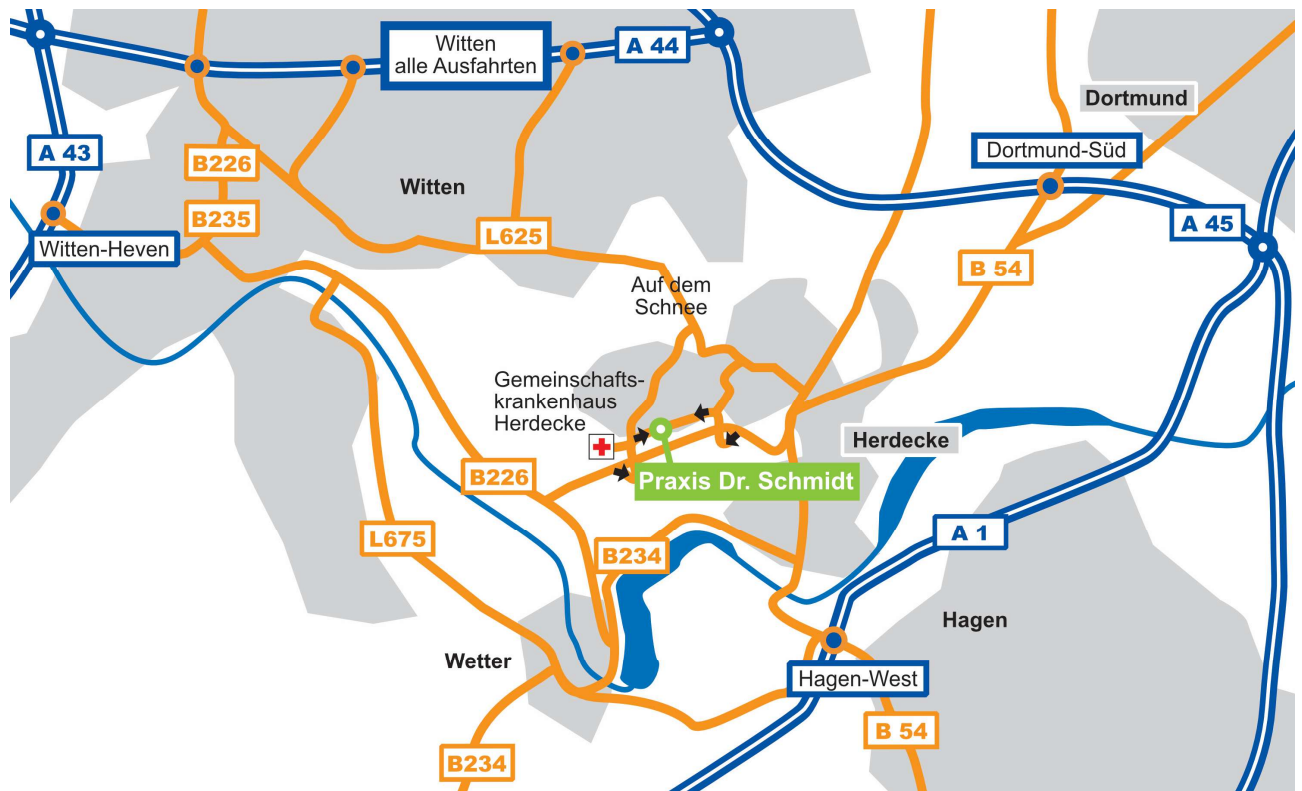 Witten
alle Ausfahrten
A 44
Dortmund
A 43
B226
Dortmund-Süd
Witten
B235
A 45
L625
Witten-Heven
B 54
Auf dem
Schnee
Gemeinschafts-
krankenhaus
Herdecke
Herdecke
B226
Praxis Dr. Schmidt
L675
A 1
B234
Hagen
Wetter
Hagen-West
B 54
B234